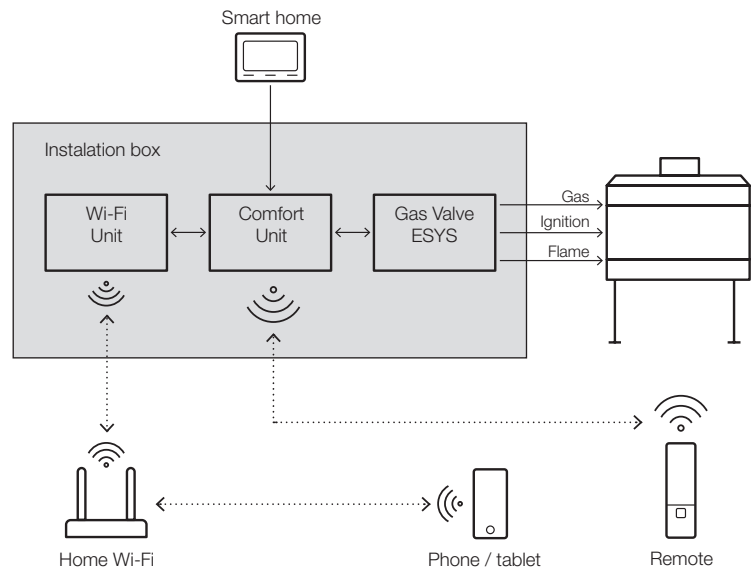 Smart home
Instalation box
Wi-Fi
Unit
Comfort
Unit
Gas Valve
ESYS
Gas
Ignition
Flame
Home Wi-Fi
Phone / tablet
Remote